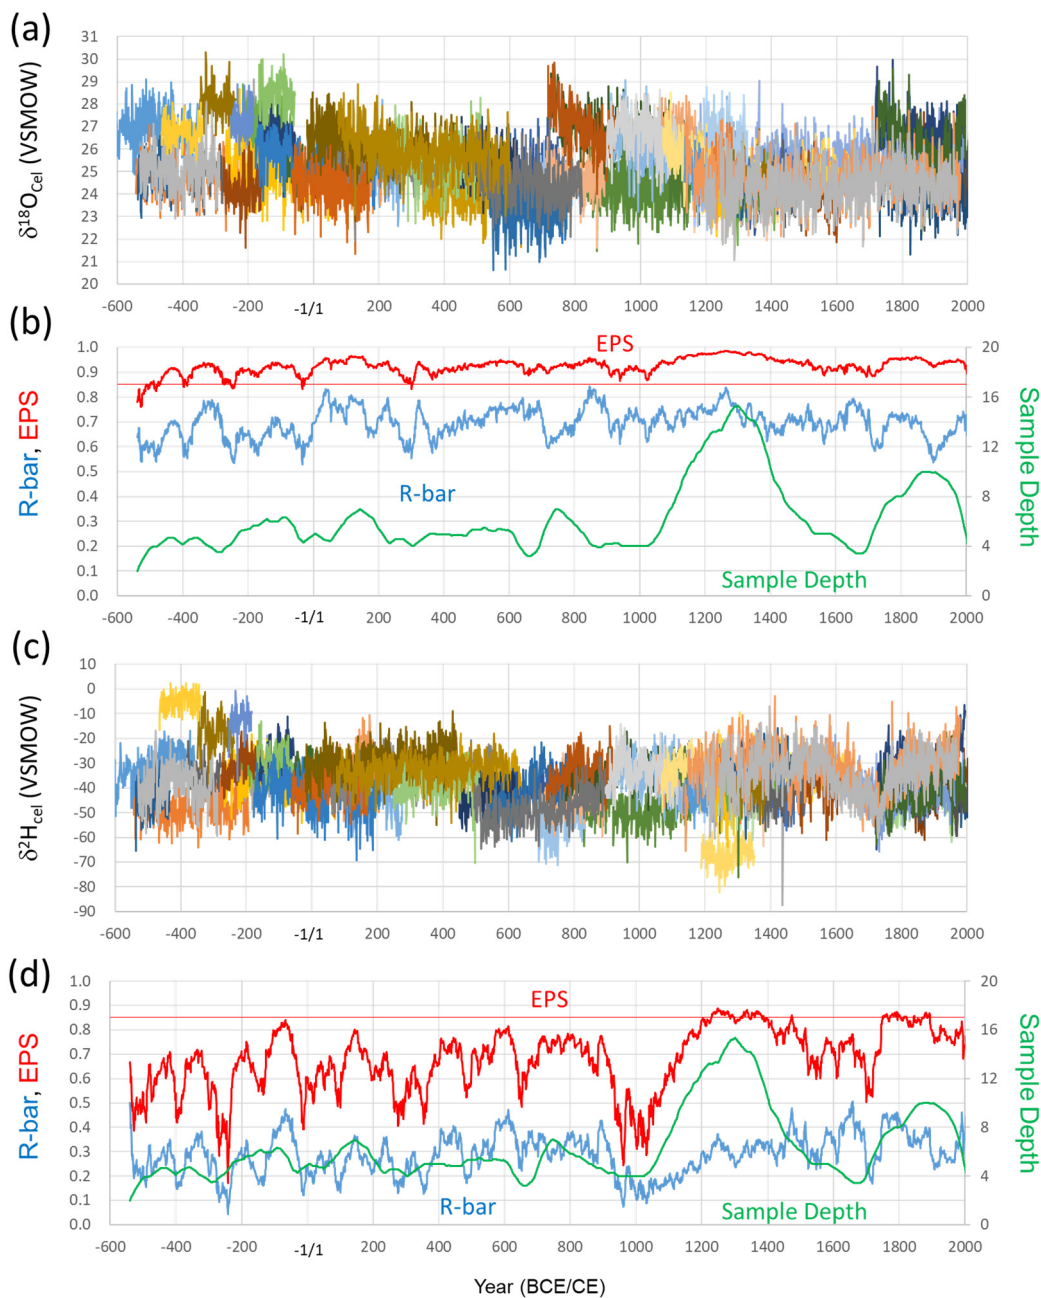 (a)
δ18OCel (VSMOW)
31
30
29
28
27
26
25
24
23
22
21
20
-600 -400 -200 -1/1 200 400 600 800 1000 1200 1400 1600 1800 2000
(b)
R-bar, EPS
1.0
0.9
0.8
0.7
0.6
0.5
0.4
0.3
0.2
0.1
0.0
EPS
R-bar
Sample Depth
20
16
12
8
4
0
Sample Depth
-600 -400 -200 -1/1 200 400 600 800 1000 1200 1400 1600 1800 2000
(c)
δ2Hcel (VSMOW)
10
0
-10
-20
-30
-40
-50
-60
-70
-80
-90
-600 -400 -200 -1/1 200 400 600 800 1000 1200 1400 1600 1800 2000
(d)
R-bar, EPS
1.0
0.9
0.8
0.7
0.6
0.5
0.4
0.3
0.2
0.1
0.0
EPS
R-bar
Sample Depth
20
16
12
8
4
0
Sample Depth
-600 -400 -200 -1/1 200 400 600 800 1000 1200 1400 1600 1800 2000
Year (BCE/CE)